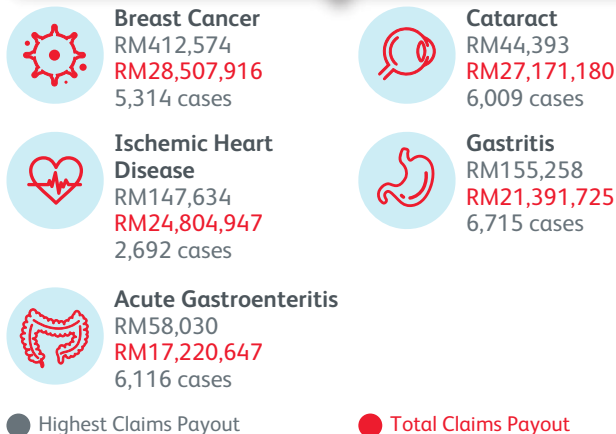 Breast Cancer
RM412,574
RM28,507,916
5,314 cases
Cataract
RM44,393
RM27,171,180
6,009 cases
Ischemic Heart
Disease
RM147,634
RM24,804,947
2,692 cases
Gastritis
RM155,258
RM21,391,725
6,715 cases
Acute Gastroenteritis
RM58,030
RM17,220,647
6,116 cases
Highest Claims Payout
Total Claims Payout